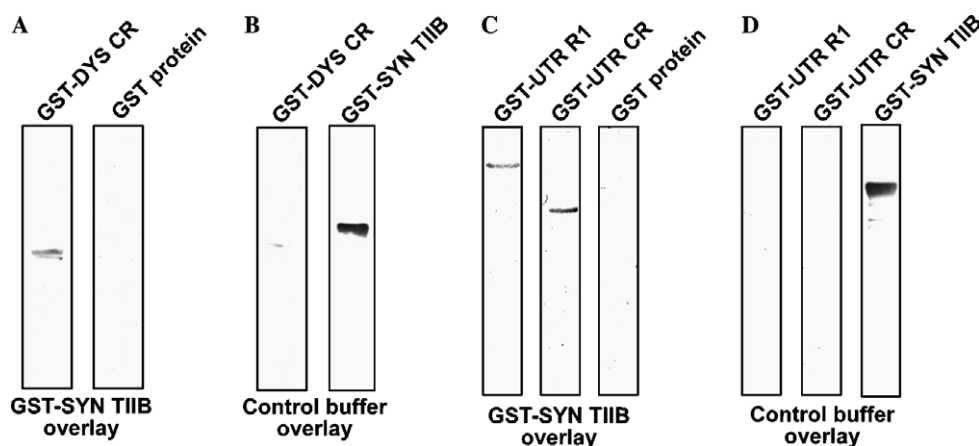 A
GST-DYS CR
GST protein
GST-SYN TIIB
overlay
B
GST-DYS CR
GST-SYN TIIB
Control buffer
overlay
C
GST-UTR R1
GST-UTR CR
GST protein
GST-SYN TIIB
overlay
D
GST-UTR R1
GST-UTR CR
GST-SYN TIIB
Control buffer
overlay